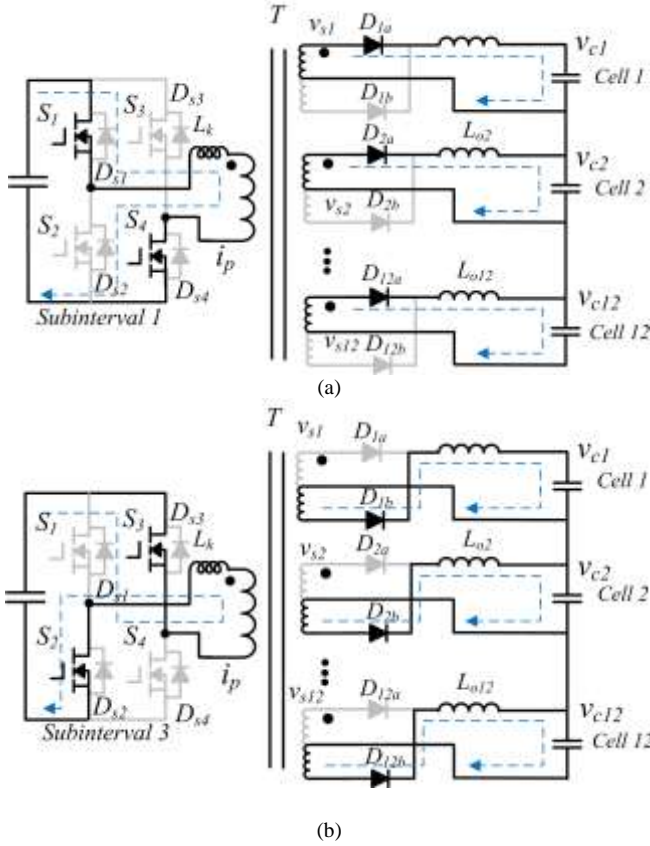 T
D1a
vs1
vc1
Cell 1
D1b
S1
S3
Ds3
Lk
D2a
Lo2
vc2
Cell 2
Ds1
S2
S4
vs2
D2b
ip
D12a
Lo12
vc12
Cell 12
Ds2
Ds4
Subinterval 1
vs12
D12b
(a)
T
vs1
D1a
vc1
Cell 1
D1b
S1
S3
Ds3
Lk
vs2
D2a
Lo2
vc2
Cell 2
Ds1
S2
S4
D2b
ip
vs12
D12a
Lo12
vc12
Cell 12
Ds2
Ds4
Subinterval 3
D12b
(b)